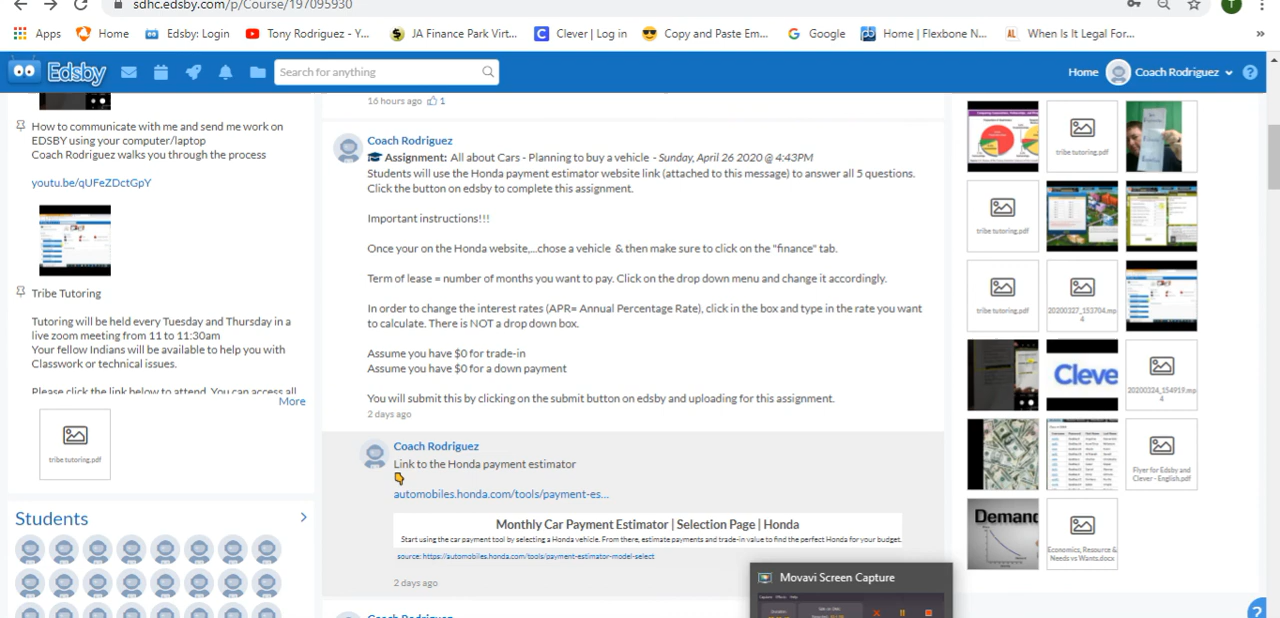 sdhc.edsby.com/p/Course/197095930
T
Apps
Home
Edsby: Login
Tony Rodriguez - Y...
JA Finance Park Virt...
Clever | Log in
Copy and Paste Em...
Google
Home | Flexbone N...
When Is It Legal For...
»
Edsby
Search for anything
Home
Coach Rodriguez
?
How to communicate with me and send me work on
EDSBY using your computer/laptop
Coach Rodriguez walks you through the process
youtu.be/qUFeZDctGpY
Tribe Tutoring
Tutoring will be held every Tuesday and Thursday in a
live zoom meeting from 11 to 11:30am
Your fellow Indians will be available to help you with
Classwork or technical issues.
Please click the link below to attend. You can access all
More
tribe tutoring.pdf
Students
16 hours ago 1
Coach Rodriguez
Assignment: All about Cars - Planning to buy a vehicle - Sunday, April 26 2020 @ 4:43PM
Students will use the Honda payment estimator website link (attached to this message) to answer all 5 questions.
Click the button on edsby to complete this assignment.
Important instructions!!!
Once your on the Honda website,...chose a vehicle & then make sure to click on the "finance" tab.
Term of lease = number of months you want to pay. Click on the drop down menu and change it accordingly.
In order to change the interest rates (APR= Annual Percentage Rate), click in the box and type in the rate you want
to calculate. There is NOT a drop down box.
Assume you have $0 for trade-in
Assume you have $0 for a down payment
You will submit this by clicking on the submit button on edsby and uploading for this assignment.
2 days ago
Coach Rodriguez
Link to the Honda payment estimator
automobiles.honda.com/tools/payment-es...
Monthly Car Payment Estimator | Selection Page | Honda
Start using the car payment tool by selecting a Honda vehicle. From there, estimate payments and trade-in value to find the perfect Honda for your budget.
source: https://automobiles.honda.com/tools/payment-estimator-model-select
2 days ago
Coach Rodriguez
Movavi Screen Capture
tribe tutoring.pdf
tribe tutoring.pdf
tribe tutoring.pdf
20200327_153704.mp
4
Cleve
20200324_154919.mp
4
Flyer for Edsby and
Clever - English.pdf
Demand
Economics, Resource &
Needs vs Wants.docx
?